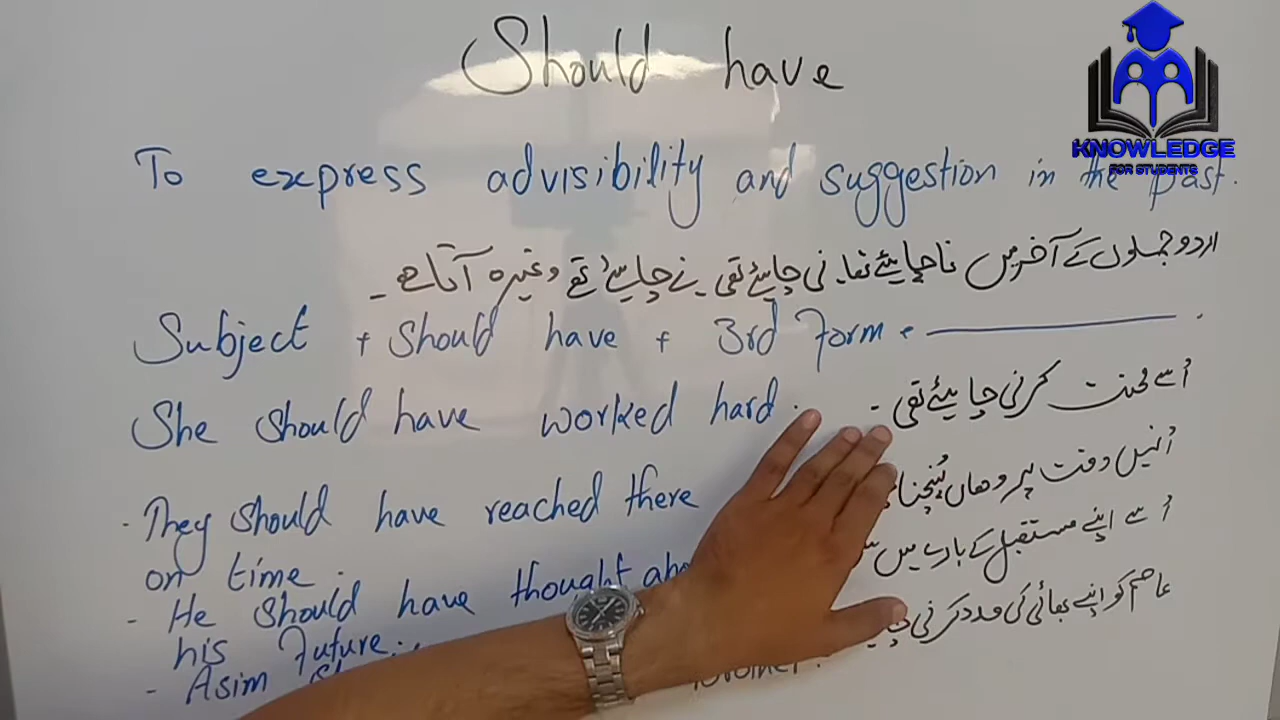 Should have
KNOWLEDGE
FOR STUDENTS
To express advisibility and suggestion in the past.
اردو جملوں کے آخر میں نا چاہیئے تھا۔ نی چاہیئے تھی۔ نے چاہیئے تھے وغیرہ آتا ہے۔
Subject + should have + 3rd Form +
She should have worked hard.
اُسے محنت کرنی چاہیئے تھی۔
They should have reached there
on time.
اُنہیں وقت پر وہاں پہنچنا
He should have thought
his Future.
اُسے اپنے مستقبل کے بارے میں
Asim
عاصم کو اپنے بھائی کی مدد کرنی